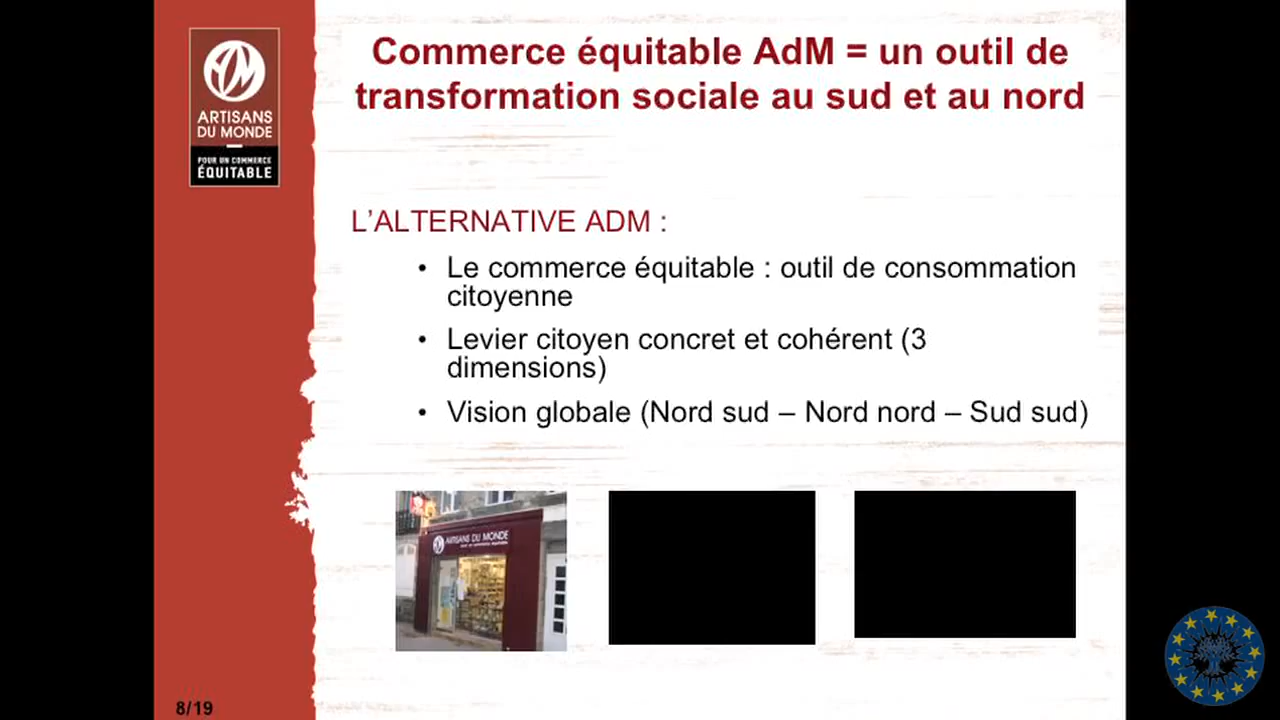 Commerce équitable AdM = un outil de
transformation sociale au sud et au nord
ARTISANS
DU MONDE
POUR UN COMMERCE
ÉQUITABLE
L’ALTERNATIVE ADM :
• Le commerce équitable : outil de consommation
citoyenne
• Levier citoyen concret et cohérent (3
dimensions)
• Vision globale (Nord sud – Nord nord – Sud sud)
ARTISANS DU MONDE
8/19